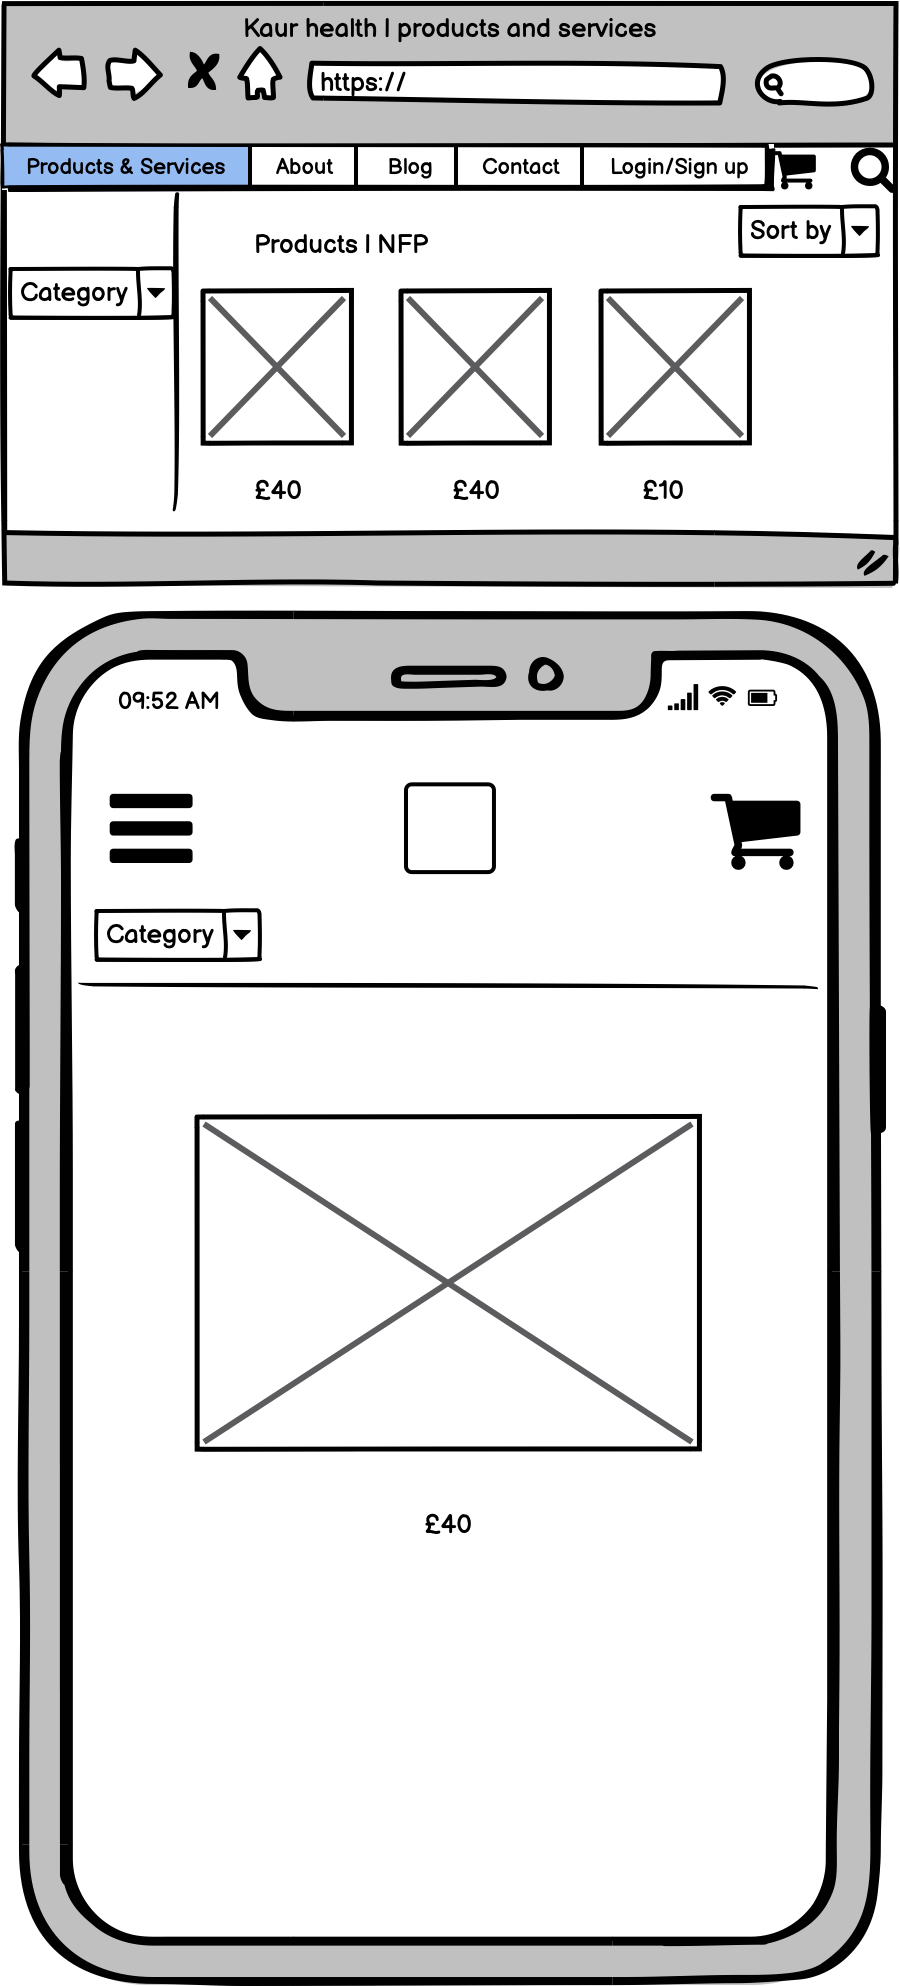 Kaur health | products and services
https://
Products & Services About Blog Contact Login/Sign up
Sort by
Products | NFP
Category
£40 £40 £10
09:52 AM
Category
£40